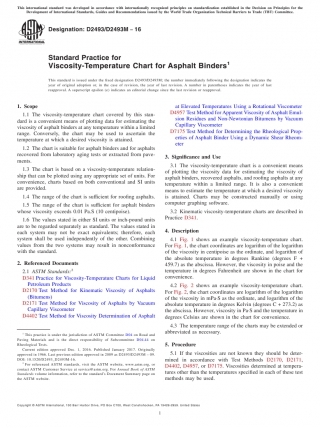 This international standard was developed in accordance with internationally recognized principles on standardization established in the Decision on Principles for the
Development of International Standards, Guides and Recommendations issued by the World Trade Organization Technical Barriers to Trade (TBT) Committee.
Designation: D2493/D2493M − 16
Standard Practice for
Viscosity-Temperature Chart for Asphalt Binders1
This standard is issued under the fixed designation D2493/D2493M; the number immediately following the designation indicates the
year of original adoption or, in the case of revision, the year of last revision. A number in parentheses indicates the year of last
reapproval. A superscript epsilon (ε) indicates an editorial change since the last revision or reapproval.
1. Scope
1.1 The viscosity-temperature chart covered by this stan-
dard is a convenient means of plotting data for estimating the
viscosity of asphalt binders at any temperature within a limited
range. Conversely, the chart may be used to ascertain the
temperature at which a desired viscosity is attained.
1.2 The chart is suitable for asphalt binders and for asphalts
recovered from laboratory aging tests or extracted from pave-
ments.
1.3 The chart is based on a viscosity-temperature relation-
ship that can be plotted using any appropriate set of units. For
convenience, charts based on both conventional and SI units
are provided.
1.4 The range of the chart is sufficient for roofing asphalts.
1.5 The range of the chart is sufficient for asphalt binders
whose viscosity exceeds 0.01 Pa.S (10 centipoise).
1.6 The values stated in either SI units or inch-pound units
are to be regarded separately as standard. The values stated in
each system may not be exact equivalents; therefore, each
system shall be used independently of the other. Combining
values from the two systems may result in nonconformance
with the standard.
2. Referenced Documents
2.1 ASTM Standards:2
D341 Practice for Viscosity-Temperature Charts for Liquid
Petroleum Products
D2170 Test Method for Kinematic Viscosity of Asphalts
(Bitumens)
D2171 Test Method for Viscosity of Asphalts by Vacuum
Capillary Viscometer
D4402 Test Method for Viscosity Determination of Asphalt
1 This practice is under the jurisdiction of ASTM Committee D04 on Road and
Paving Materials and is the direct responsibility of Subcommittee D04.44 on
Rheological Tests.
Current edition approved Dec. 1, 2016. Published January 2017. Originally
approved in 1966. Last previous edition approved in 2009 as D2493/D2493M – 09.
DOI: 10.1520/D2493_D2493M-16.
2 For referenced ASTM standards, visit the ASTM website, www.astm.org, or
contact ASTM Customer Service at service@astm.org. For Annual Book of ASTM
Standards volume information, refer to the standard's Document Summary page on
the ASTM website.
at Elevated Temperatures Using a Rotational Viscometer
D4957 Test Method for Apparent Viscosity of Asphalt Emul-
sion Residues and Non-Newtonian Bitumens by Vacuum
Capillary Viscometer
D7175 Test Method for Determining the Rheological Prop-
erties of Asphalt Binder Using a Dynamic Shear Rheom-
eter
3. Significance and Use
3.1 The viscosity-temperature chart is a convenient means
of plotting the viscosity data for estimating the viscosity of
asphalt binders, recovered asphalts, and roofing asphalts at any
temperature within a limited range. It is also a convenient
means to estimate the temperature at which a desired viscosity
is attained. Charts may be constructed manually or using
computer graphing software.
3.2 Kinematic viscosity-temperature charts are described in
Practice D341.
4. Description
4.1 Fig. 1 shows an example viscosity-temperature chart.
For Fig. 1, the chart coordinates are logarithm of the logarithm
of the viscosity in centipoise as the ordinate, and logarithm of
the absolute temperature in degrees Rankine (degrees F +
459.7) as the abscissa. However, the viscosity in poise and the
temperature in degrees Fahrenheit are shown in the chart for
convenience.
4.2 Fig. 2 shows an example viscosity-temperature chart.
For Fig. 2, the chart coordinates are logarithm of the logarithm
of the viscosity in mPa·S as the ordinate, and logarithm of the
absolute temperature in degrees Kelvin (degrees C + 273.2) as
the abscissa. However, viscosity in Pa·S and the temperature in
degrees Celsius are shown in the chart for convenience.
4.3 The temperature range of the charts may be extended or
abbreviated as necessary.
5. Procedure
5.1 If the viscosities are not known they should be deter-
mined in accordance with Test Methods D2170, D2171,
D4402, D4957, or D7175. Viscosities determined at tempera-
tures other than the temperatures specified in each of these test
methods may be used.
Copyright © ASTM International, 100 Barr Harbor Drive, PO Box C700, West Conshohocken, PA 19428-2959. United States
1